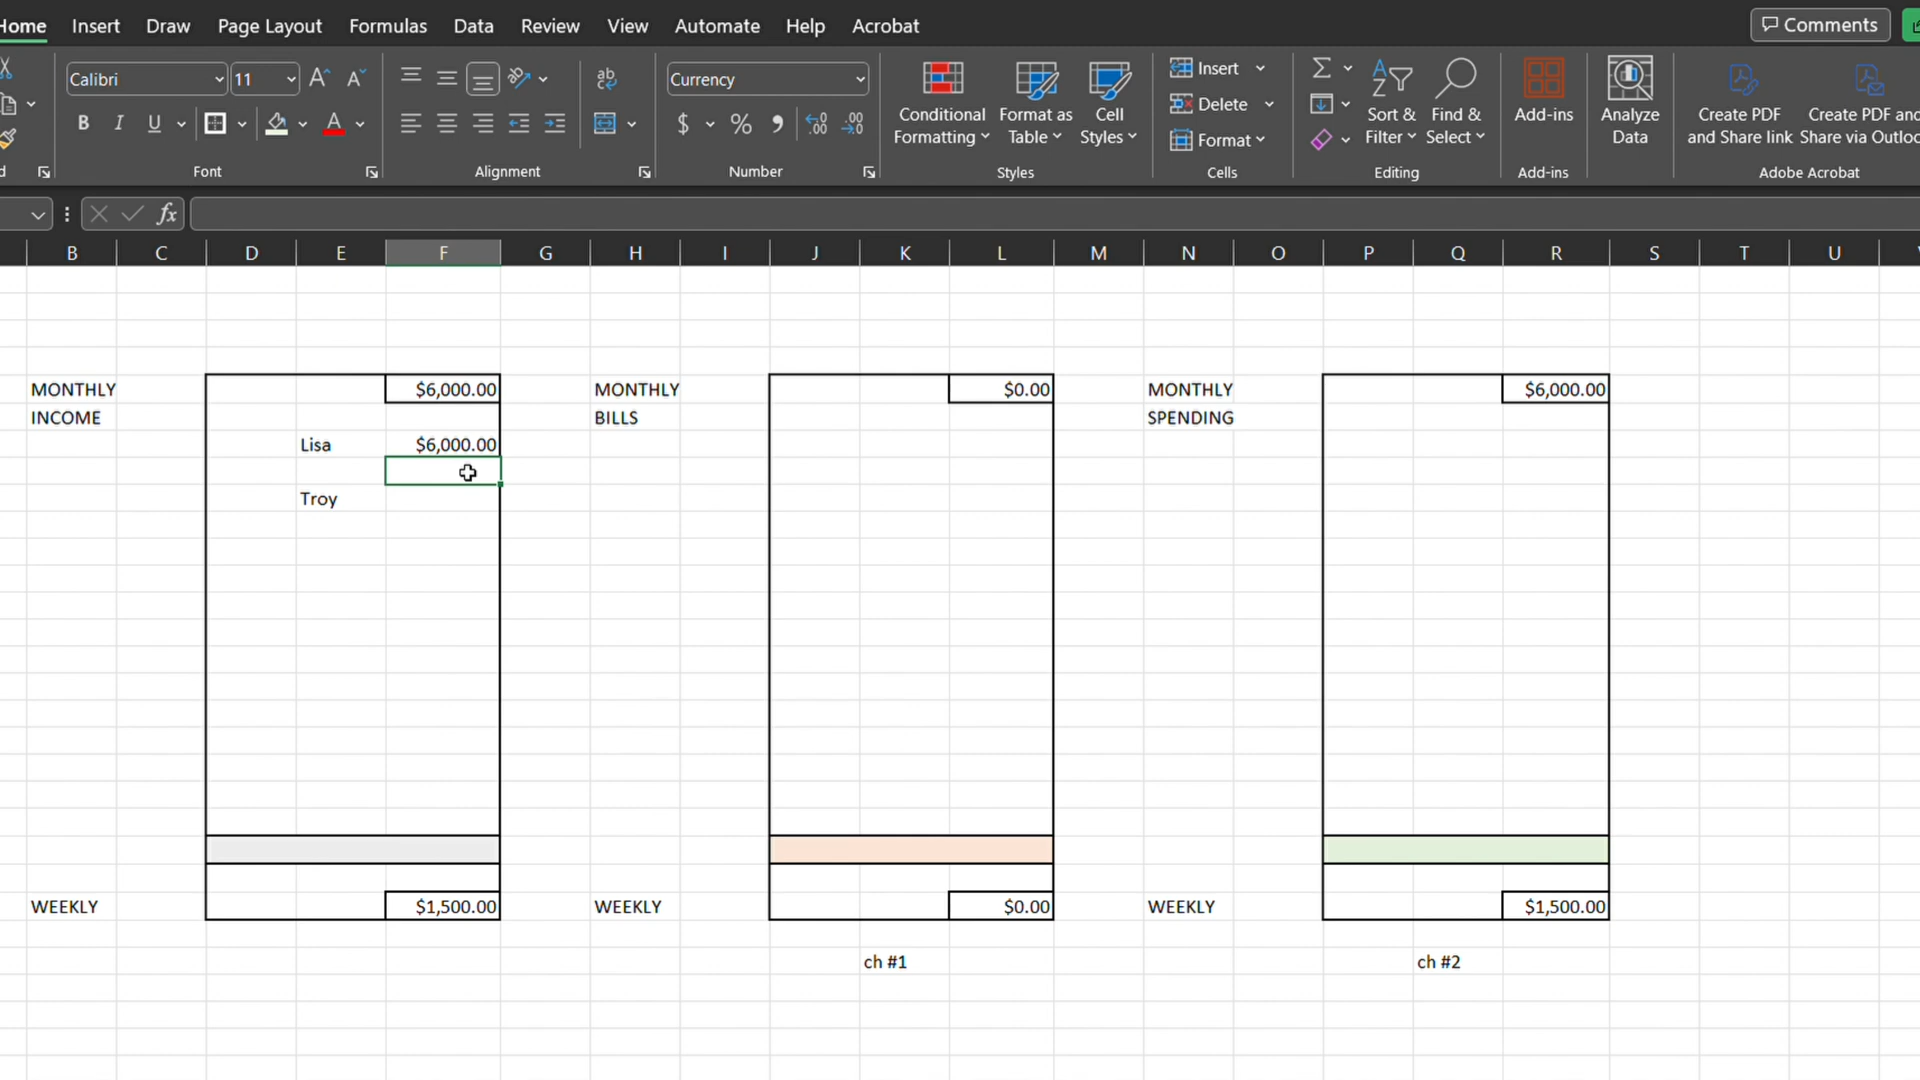 Home Insert Draw Page Layout Formulas Data Review View Automate Help Acrobat Comments
Calibri 11 ab Currency Insert
Conditional Formatting Format as Table Cell Styles
Delete
Format
Sort & Filter Find & Select
Add-ins
Analyze Data
Create PDF and Share link
Create PDF and Share via Outloo
B I U A $ %
Font Alignment Number Styles Cells Editing Add-ins Adobe Acrobat
fx
B C D E F G H I J K L M N O P Q R S T U
MONTHLY $6,000.00 MONTHLY $0.00 MONTHLY $6,000.00
INCOME BILLS SPENDING
Lisa $6,000.00
Troy
WEEKLY $1,500.00 WEEKLY $0.00 WEEKLY $1,500.00
ch #1 ch #2